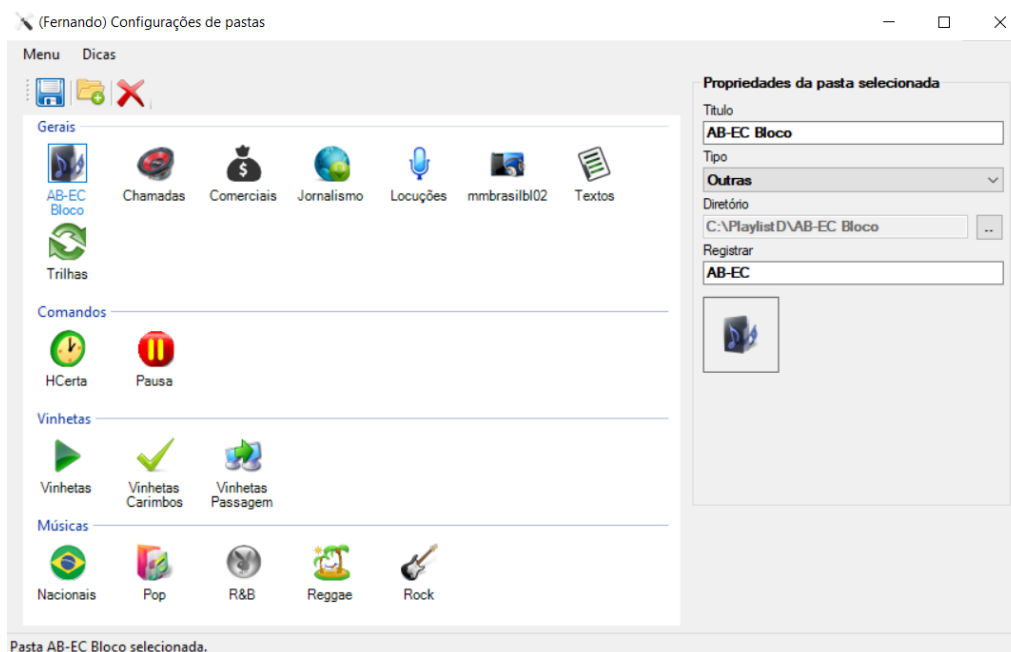 (Fernando) Configurações de pastas
Menu Dicas
Gerais
AB-EC
Bloco
Chamadas
Comerciais
Jornalismo
Locuções
mmbrasilbl02
Textos
Trilhas
Comandos
HCerta
Pausa
Vinhetas
Vinhetas
Vinhetas
Carimbos
Vinhetas
Passagem
Músicas
Nacionais
Pop
R&B
Reggae
Rock
Propriedades da pasta selecionada
Titulo
AB-EC Bloco
Tipo
Outras
Diretório
C:\PlaylistD\AB-EC Bloco
..
Registrar
AB-EC
Pasta AB-EC Bloco selecionada.